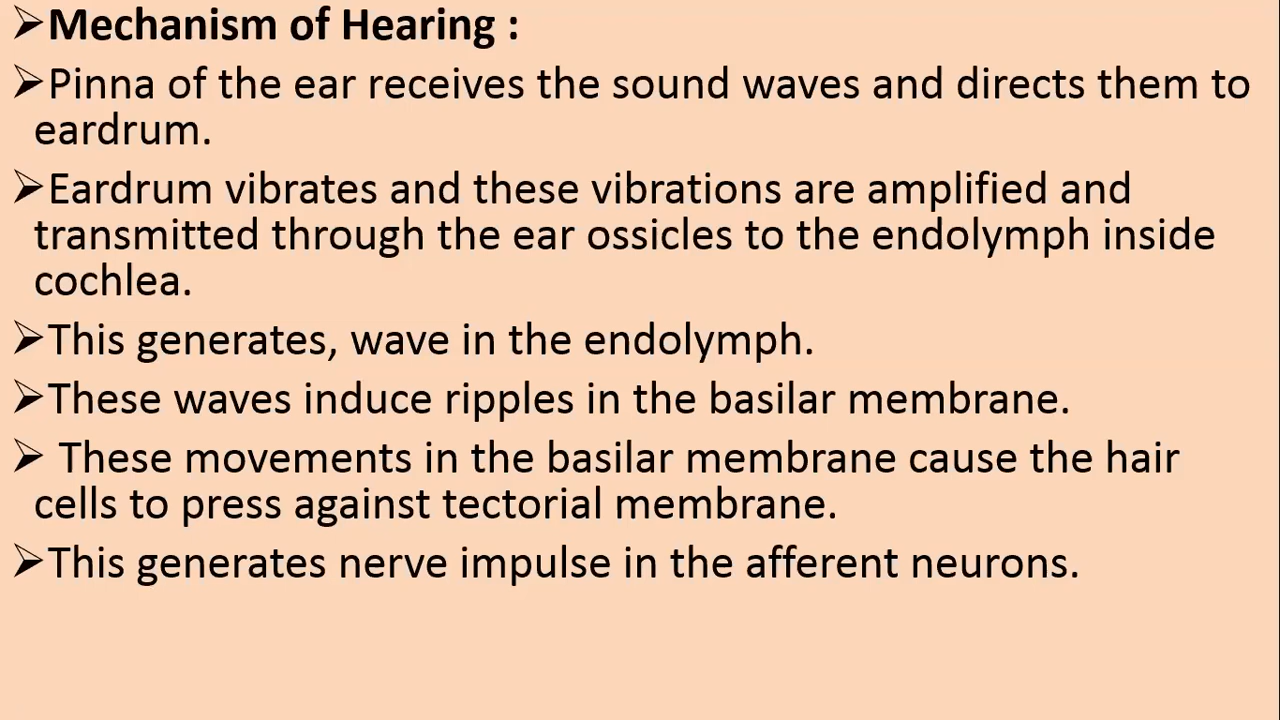 ➢Mechanism of Hearing :
➢Pinna of the ear receives the sound waves and directs them to
eardrum.
➢Eardrum vibrates and these vibrations are amplified and
transmitted through the ear ossicles to the endolymph inside
cochlea.
➢This generates, wave in the endolymph.
➢These waves induce ripples in the basilar membrane.
➢ These movements in the basilar membrane cause the hair
cells to press against tectorial membrane.
➢This generates nerve impulse in the afferent neurons.